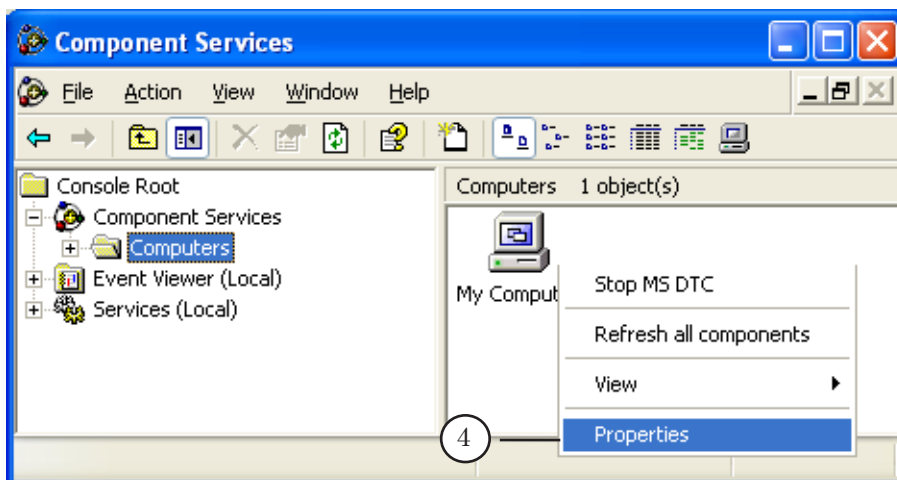 Component Services
File Action View Window Help
Console Root
Component Services
Computers
Event Viewer (Local)
Services (Local)
Computers 1 object(s)
My Comput
Stop MS DTC
Refresh all components
View
Properties
4